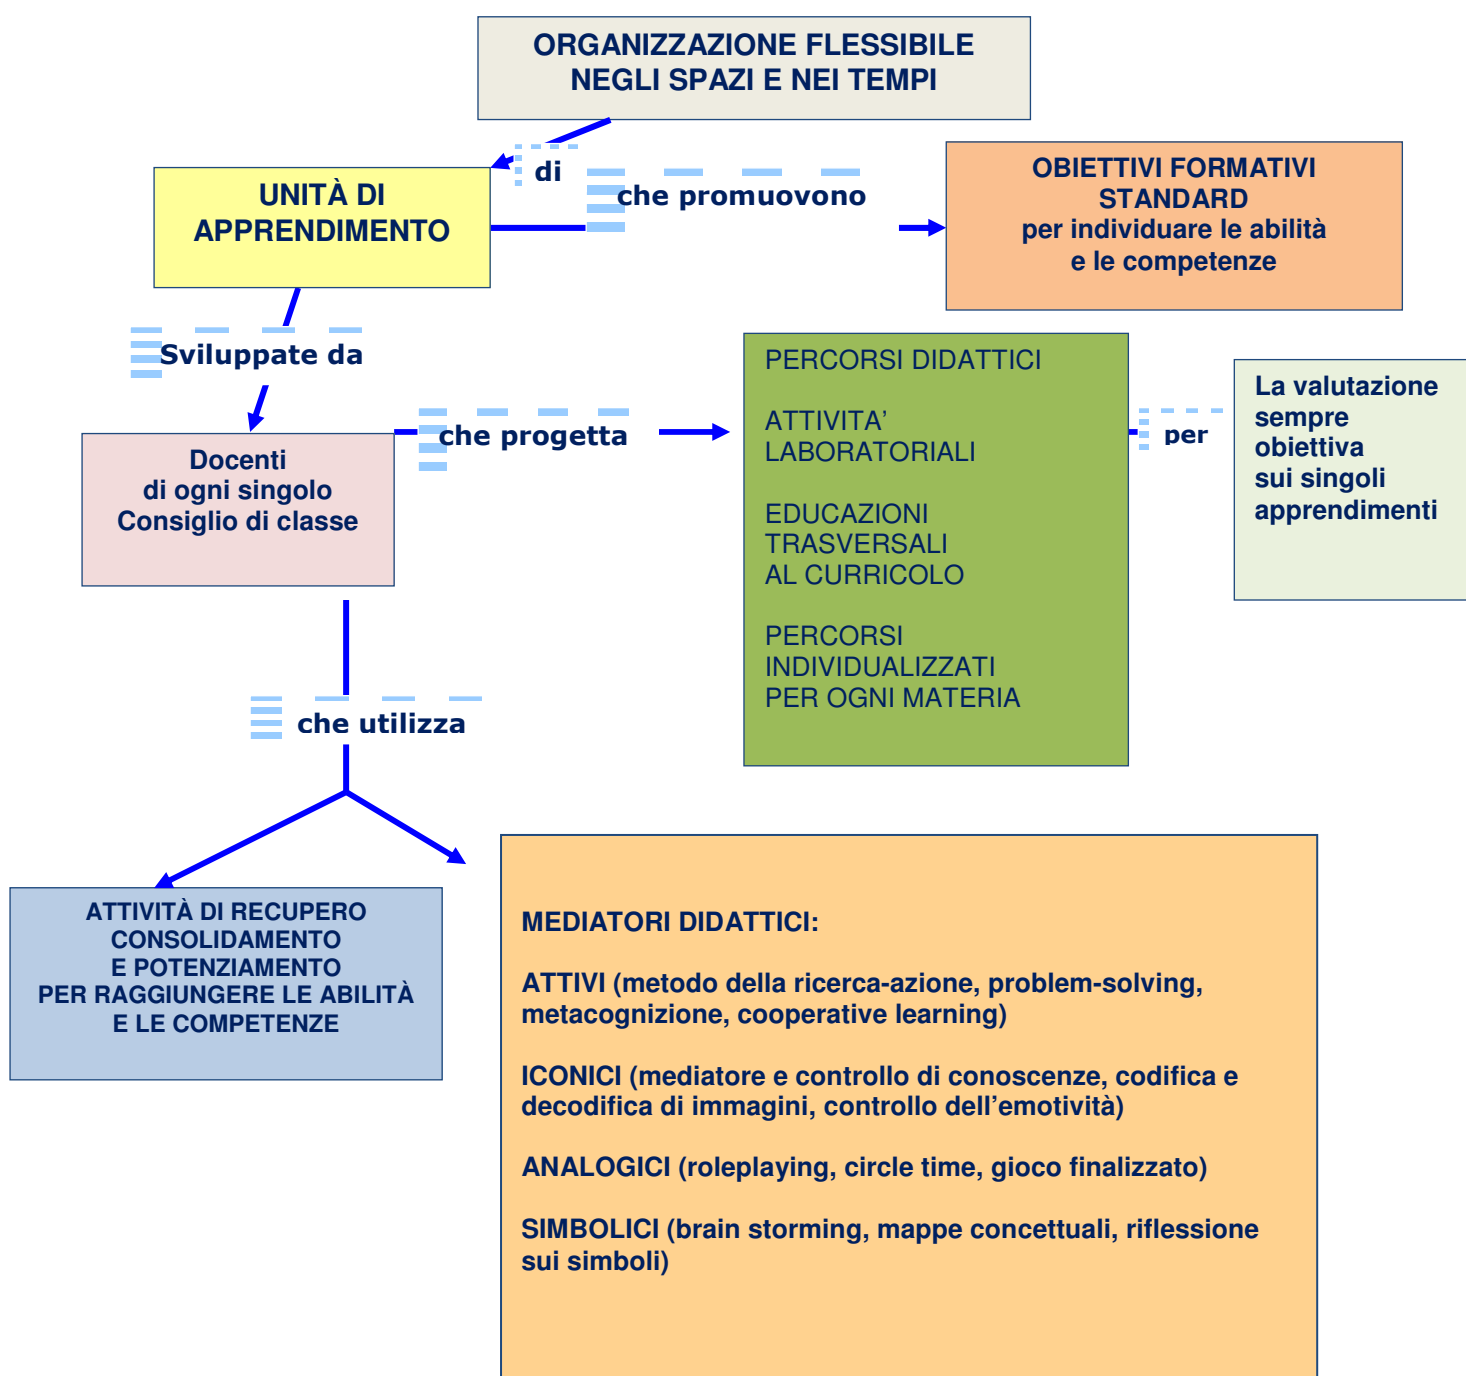 ORGANIZZAZIONE FLESSIBILE
NEGLI SPAZI E NEI TEMPI
di
UNITÀ DI
APPRENDIMENTO
che promuovono
OBIETTIVI FORMATIVI
STANDARD
per individuare le abilità
e le competenze
Sviluppate da
Docenti
di ogni singolo
Consiglio di classe
che progetta
PERCORSI DIDATTICI
ATTIVITA’
LABORATORIALI
EDUCAZIONI
TRASVERSALI
AL CURRICOLO
PERCORSI
INDIVIDUALIZZATI
PER OGNI MATERIA
per
La valutazione
sempre
obiettiva
sui singoli
apprendimenti
che utilizza
ATTIVITÀ DI RECUPERO
CONSOLIDAMENTO
E POTENZIAMENTO
PER RAGGIUNGERE LE ABILITÀ
E LE COMPETENZE
MEDIATORI DIDATTICI:
ATTIVI (metodo della ricerca-azione, problem-solving,
metacognizione, cooperative learning)
ICONICI (mediatore e controllo di conoscenze, codifica e
decodifica di immagini, controllo dell’emotività)
ANALOGICI (roleplaying, circle time, gioco finalizzato)
SIMBOLICI (brain storming, mappe concettuali, riflessione
sui simboli)